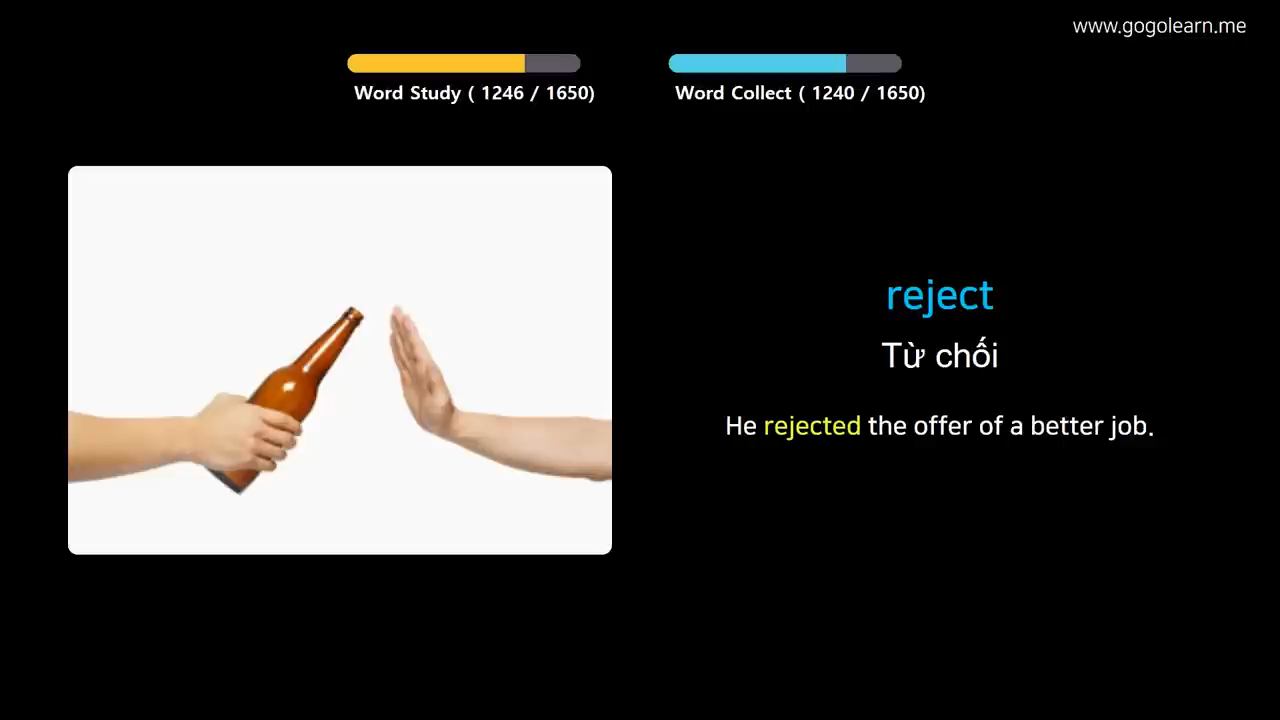 www.gogolearn.me
Word Study ( 1246 / 1650)
Word Collect ( 1240 / 1650)
reject
Từ chối
He rejected the offer of a better job.